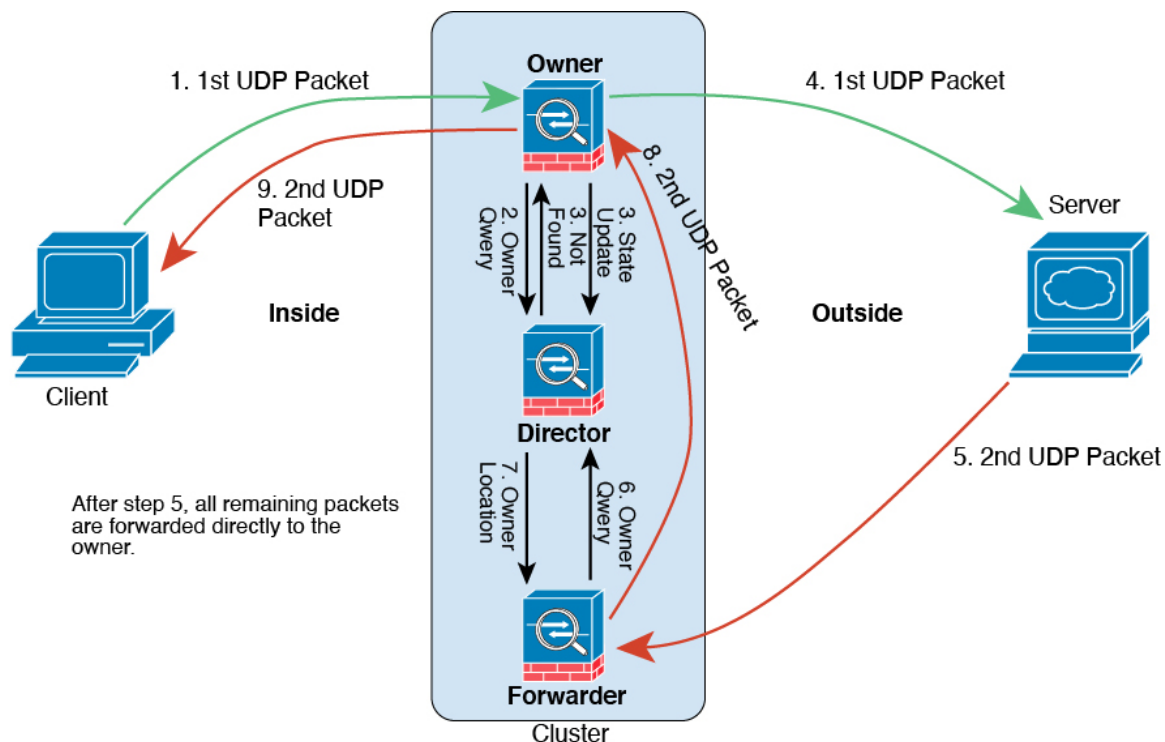 Owner
1. 1st UDP Packet
4. 1st UDP Packet
9. 2nd UDP
Packet
8. 2nd UDP Packet
2. Owner
Qwery
3. Not
Found
3. State
Update
Server
Inside
Outside
Client
Director
5. 2nd UDP Packet
7. Owner
Location
6. Owner
Qwery
After step 5, all remaining packets
are forwarded directly to the
owner.
Forwarder
Cluster